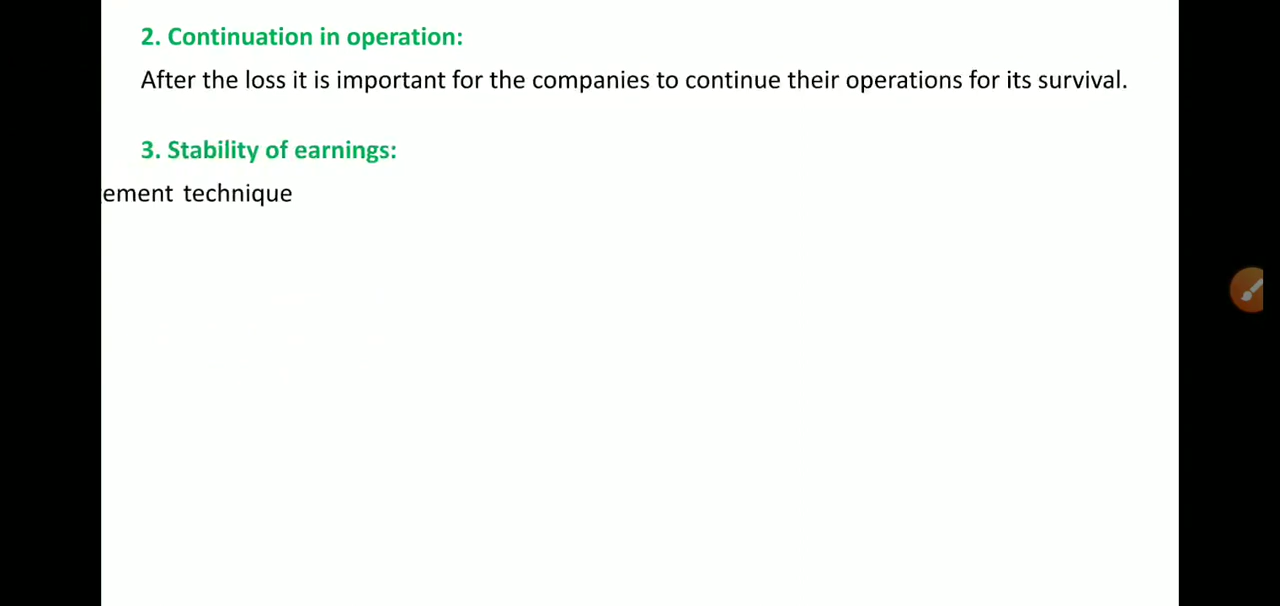 2. Continuation in operation:
After the loss it is important for the companies to continue their operations for its survival.
3. Stability of earnings:
ement technique